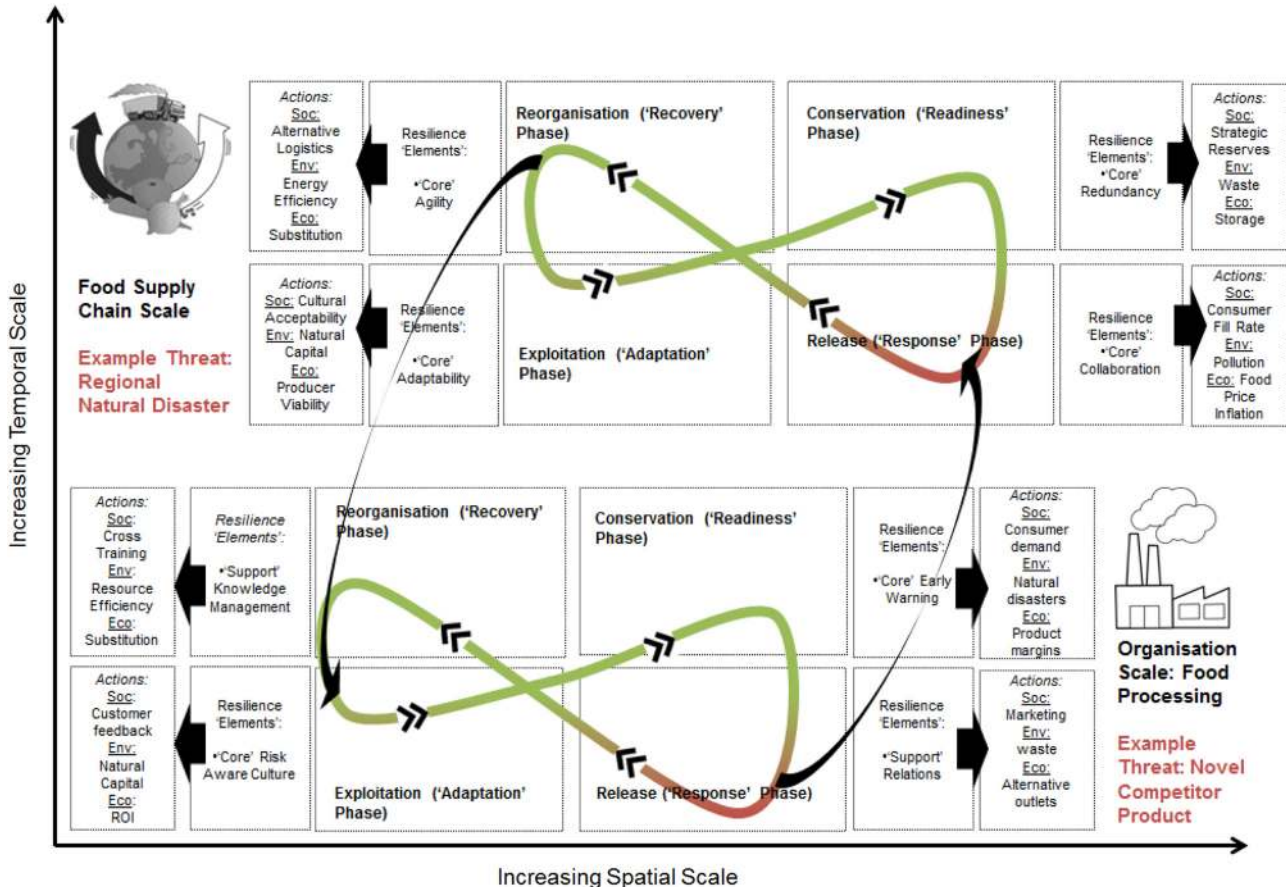 Increasing Temporal Scale
Actions:
Soc:
Alternative
Logistics
Env:
Energy
Efficiency
Eco:
Substitution
Resilience
'Elements':
•'Core'
Agility
Reorganisation ('Recovery'
Phase)
Conservation ('Readiness'
Phase)
Resilience
'Elements':
•'Core'
Redundancy
Actions:
Soc:
Strategic
Reserves
Env:
Waste
Eco:
Storage
Food Supply
Chain Scale
Example Threat:
Regional
Natural Disaster
Actions:
Soc: Cultural
Acceptability
Env: Natural
Capital
Eco:
Producer
Viability
Resilience
'Elements':
•'Core'
Adaptability
Exploitation ('Adaptation'
Phase)
Release ('Response' Phase)
Resilience
'Elements':
•'Core'
Collaboration
Actions:
Soc:
Consumer
Fill Rate
Env:
Pollution
Eco: Food
Price
Inflation
Actions:
Soc:
Cross
Training
Env:
Resource
Efficiency
Eco:
Substitution
Resilience
'Elements':
•'Support'
Knowledge
Management
Reorganisation ('Recovery'
Phase)
Conservation ('Readiness'
Phase)
Resilience
'Elements':
•'Core' Early
Warning
Actions:
Soc:
Consumer
demand
Env:
Natural
disasters
Eco:
Product
margins
Actions:
Soc:
Customer
feedback
Env:
Natural
Capital
Eco:
ROI
Resilience
'Elements':
•'Core' Risk
Aware Culture
Exploitation ('Adaptation'
Phase)
Release ('Response' Phase)
Resilience
'Elements':
•'Support'
Relations
Actions:
Soc:
Marketing
Env:
waste
Eco:
Alternative
outlets
Organisation
Scale: Food
Processing
Example
Threat: Novel
Competitor
Product
Increasing Spatial Scale